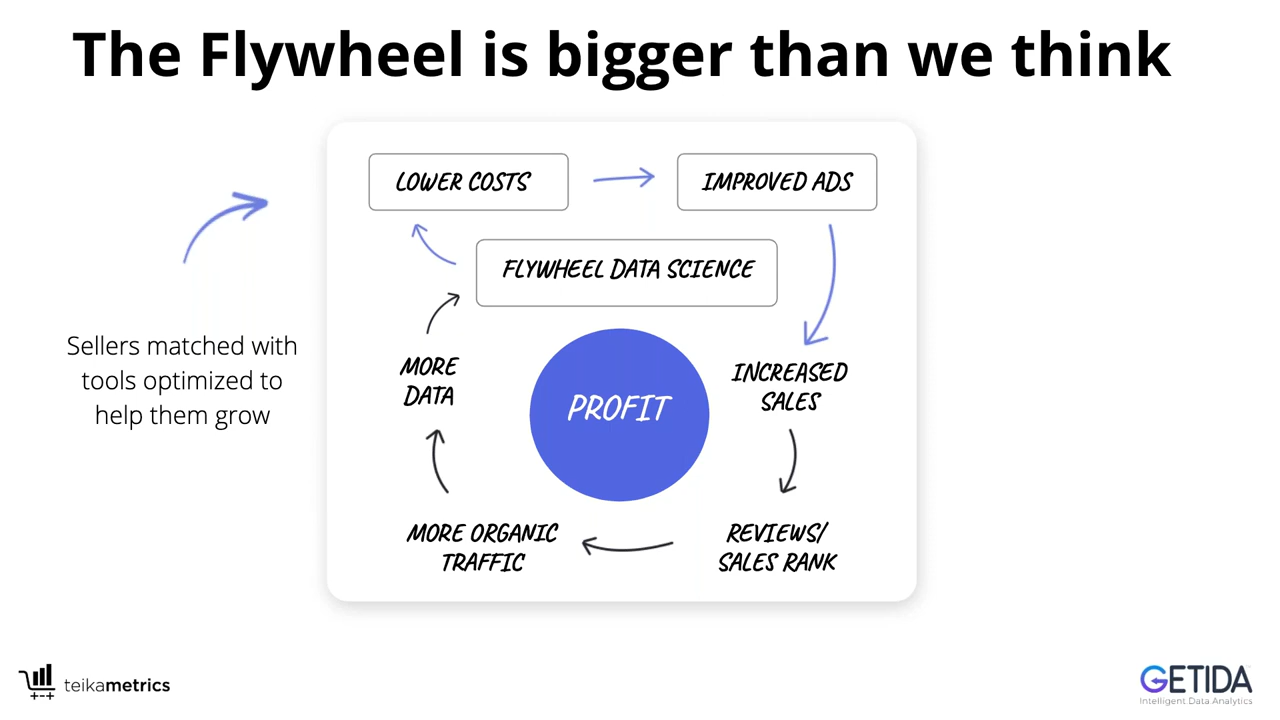 The Flywheel is bigger than we think
LOWER COSTS
IMPROVED ADS
FLYWHEEL DATA SCIENCE
Sellers matched with
tools optimized to
help them grow
MORE
DATA
PROFIT
INCREASED
SALES
MORE ORGANIC
TRAFFIC
REVIEWS/
SALES RANK
teikametrics
GETIDA
Intelligent Data Analytics